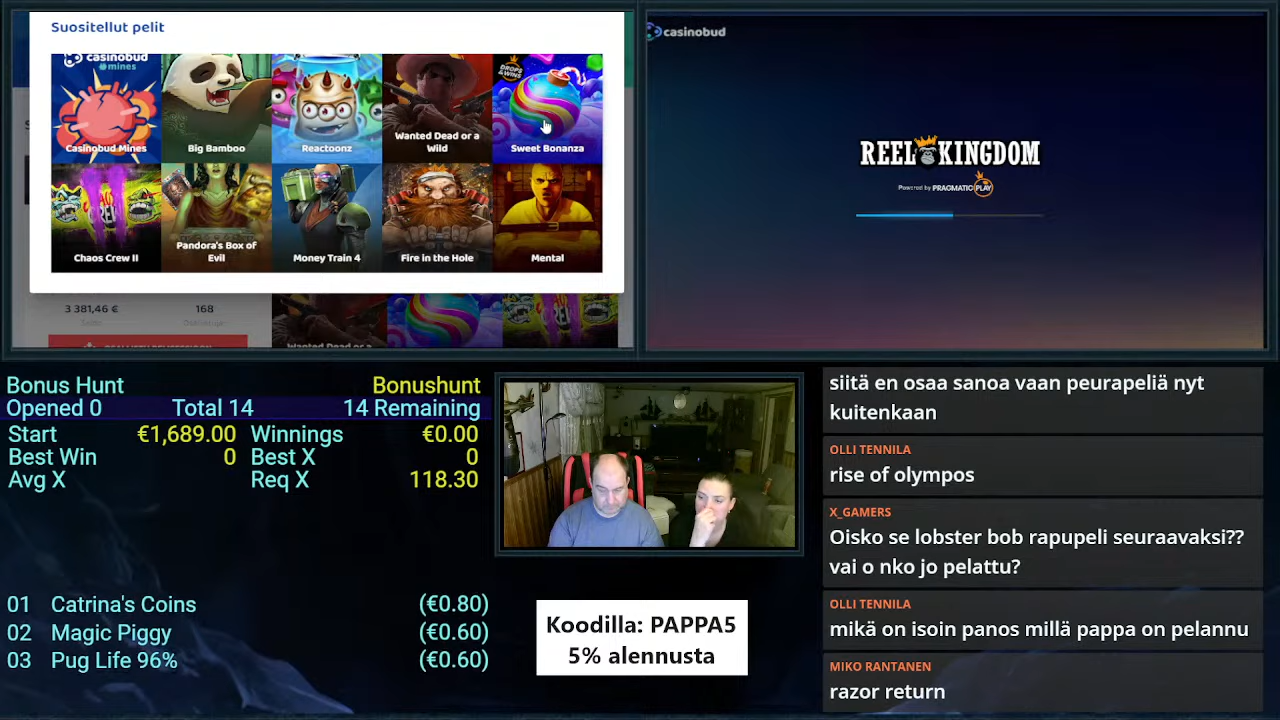 Suositellut pelit
casinobud
mines
DROPS & WINS
Casinobud Mines
Big Bamboo
Reactoonz
Wanted Dead or a
Wild
Sweet Bonanza
Chaos Crew II
Pandora's Box of
Evil
Money Train 4
Fire in the Hole
Mental
3 381,46 €
168
Wanted Dead or a
casinobud
REEL KINGDOM
Powered by PRAGMATIC PLAY
Bonus Hunt
Bonushunt
Opened 0
Total 14
14 Remaining
Start
€1,689.00
Winnings
€0.00
Best Win
0
Best X
0
Avg X
Req X
118.30
01 Catrina's Coins (€0.80)
02 Magic Piggy (€0.60)
03 Pug Life 96% (€0.60)
Koodilla: PAPPA5
5% alennusta
siitä en osaa sanoa vaan peurapeliä nyt
kuitenkaan
OLLI TENNILA
rise of olympos
X_GAMERS
Oisko se lobster bob rapupeli seuraavaksi??
vai o nko jo pelattu?
OLLI TENNILA
mikä on isoin panos millä pappa on pelannu
MIKO RANTANEN
razor return